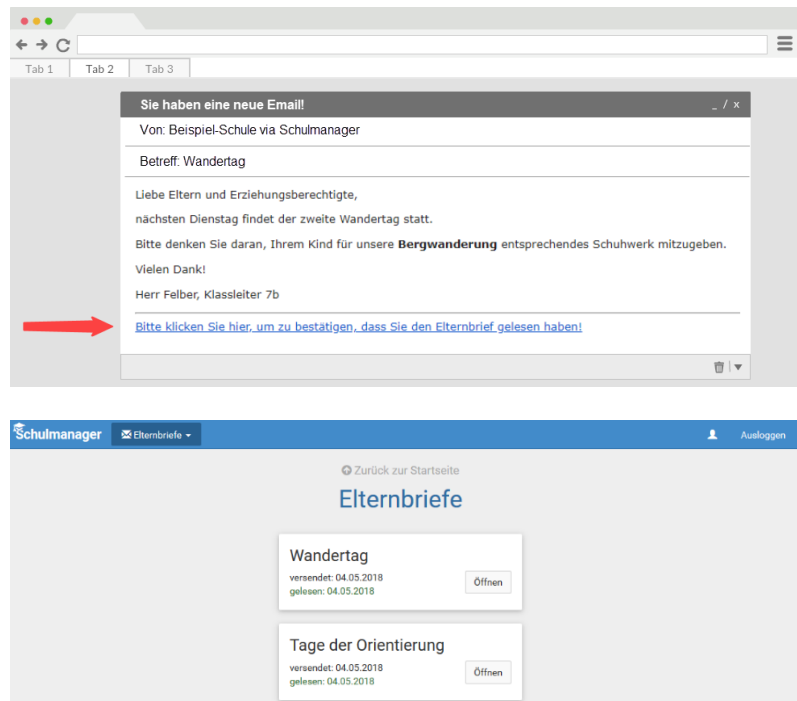 Tab 1 Tab 2 Tab 3
Sie haben eine neue Email! _ / x
Von: Beispiel-Schule via Schulmanager
Betreff: Wandertag
Liebe Eltern und Erziehungsberechtigte,
nächsten Dienstag findet der zweite Wandertag statt.
Bitte denken Sie daran, Ihrem Kind für unsere Bergwanderung entsprechendes Schuhwerk mitzugeben.
Vielen Dank!
Herr Felber, Klassleiter 7b
Bitte klicken Sie hier, um zu bestätigen, dass Sie den Elternbrief gelesen haben!
Schulmanager Elternbriefe Ausloggen
Zurück zur Startseite
Elternbriefe
Wandertag
versendet: 04.05.2018
gelesen: 04.05.2018
Öffnen
Tage der Orientierung
versendet: 04.05.2018
gelesen: 04.05.2018
Öffnen